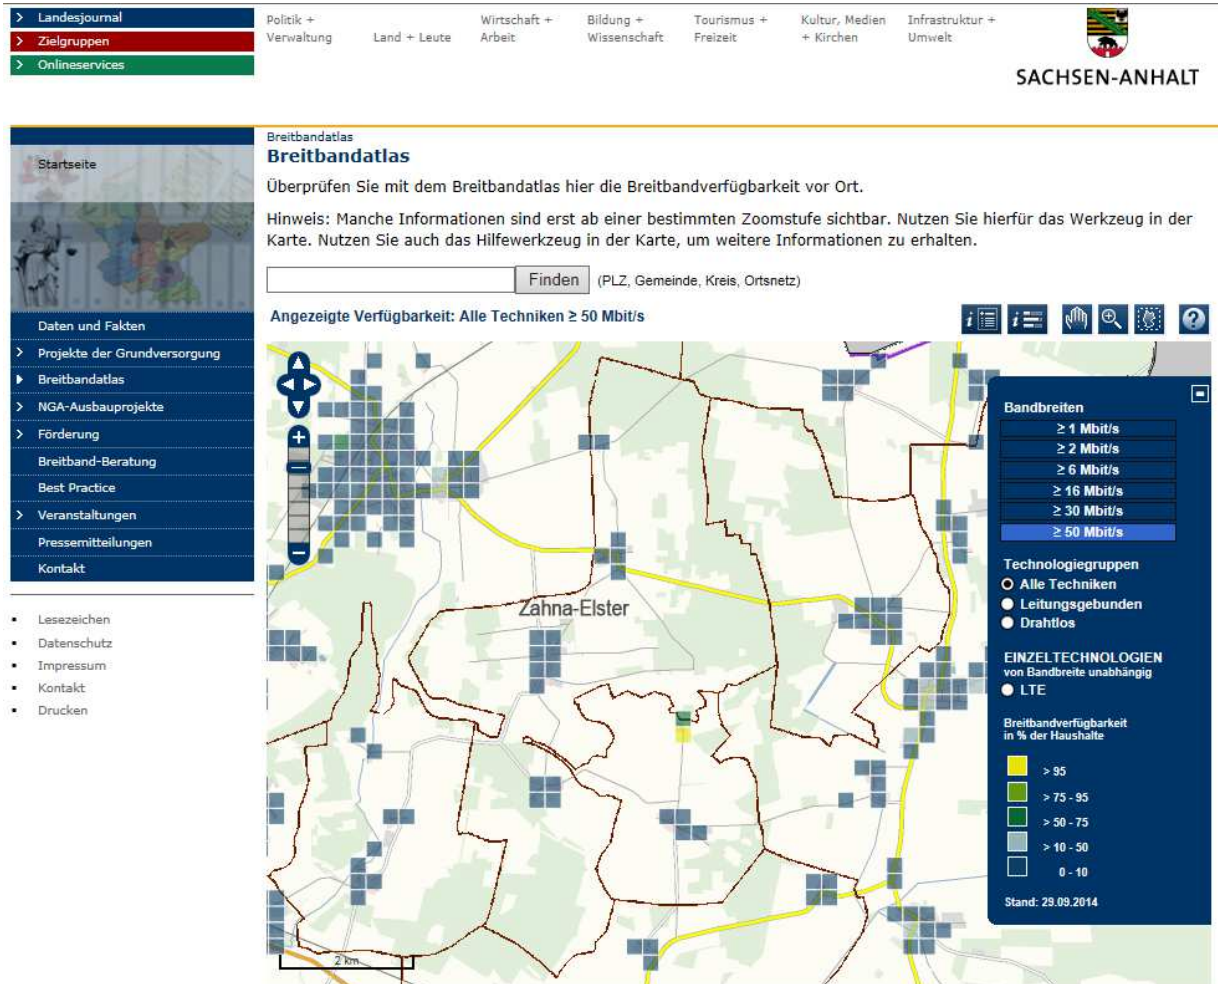 Landesjournal
Zielgruppen
Onlineservices
Politik +
Verwaltung
Land + Leute
Wirtschaft +
Arbeit
Bildung +
Wissenschaft
Tourismus +
Freizeit
Kultur, Medien
+ Kirchen
Infrastruktur +
Umwelt
SACHSEN-ANHALT
Startseite
Daten und Fakten
Projekte der Grundversorgung
Breitbandatlas
NGA-Ausbauprojekte
Förderung
Breitband-Beratung
Best Practice
Veranstaltungen
Pressemitteilungen
Kontakt
Lesezeichen
Datenschutz
Impressum
Kontakt
Drucken
Breitbandatlas
Breitbandatlas
Überprüfen Sie mit dem Breitbandatlas hier die Breitbandverfügbarkeit vor Ort.
Hinweis: Manche Informationen sind erst ab einer bestimmten Zoomstufe sichtbar. Nutzen Sie hierfür das Werkzeug in der
Karte. Nutzen Sie auch das Hilfewerkzeug in der Karte, um weitere Informationen zu erhalten.
Finden (PLZ, Gemeinde, Kreis, Ortsnetz)
Angezeigte Verfügbarkeit: Alle Techniken ≥ 50 Mbit/s
Zahna-Elster
2 km
Bandbreiten
≥ 1 Mbit/s
≥ 2 Mbit/s
≥ 6 Mbit/s
≥ 16 Mbit/s
≥ 30 Mbit/s
≥ 50 Mbit/s
Technologiegruppen
Alle Techniken
Leitungsgebunden
Drahtlos
EINZELTECHNOLOGIEN
von Bandbreite unabhängig
LTE
Breitbandverfügbarkeit
in % der Haushalte
> 95
> 75 - 95
> 50 - 75
> 10 - 50
0 - 10
Stand: 29.09.2014